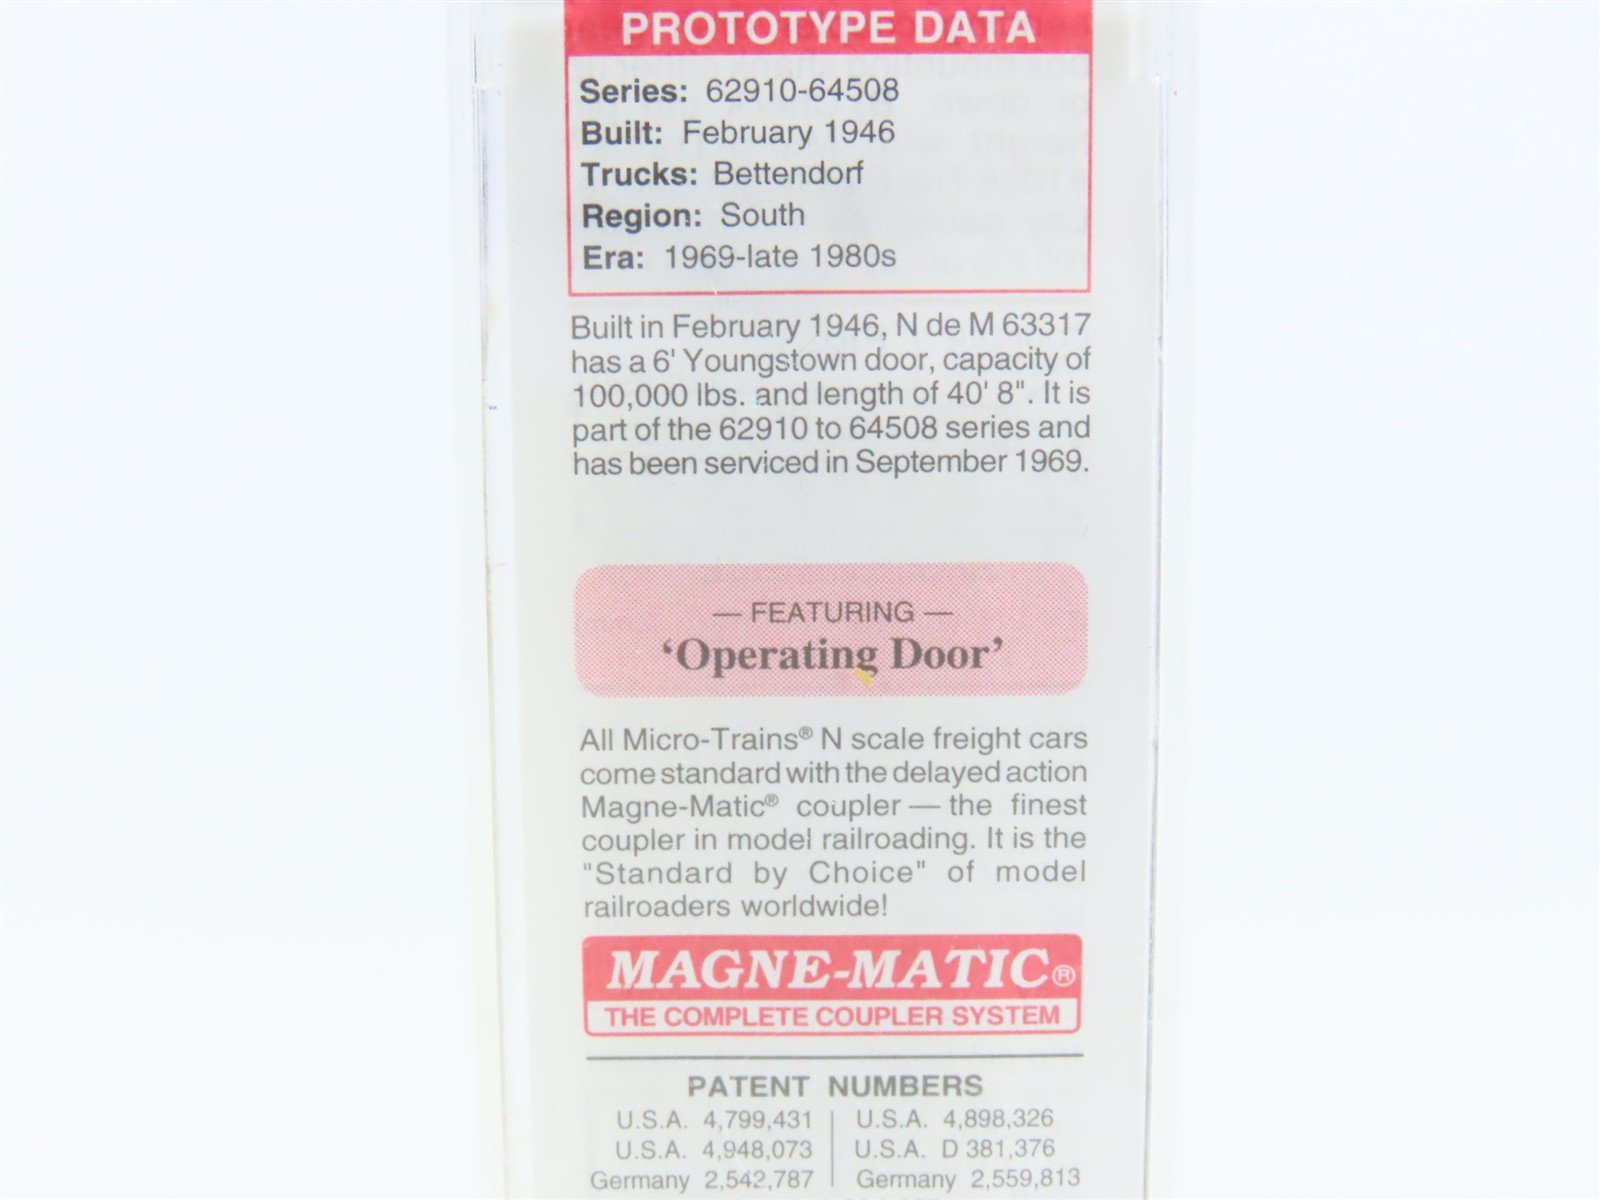 PROTOTYPE DATA
Series: 62910-64508
Built: February 1946
Trucks: Bettendorf
Region: South
Era: 1969-late 1980s
Built in February 1946, N de M 63317
has a 6' Youngstown door, capacity of
100,000 lbs. and length of 40' 8". It is
part of the 62910 to 64508 series and
has been serviced in September 1969.
— FEATURING —
‘Operating Door’
All Micro-Trains® N scale freight cars
come standard with the delayed action
Magne-Matic® coupler — the finest
coupler in model railroading. It is the
"Standard by Choice" of model
railroaders worldwide!
MAGNE-MATIC®
THE COMPLETE COUPLER SYSTEM
PATENT NUMBERS
U.S.A. 4,799,431 | U.S.A. 4,898,326
U.S.A. 4,948,073 | U.S.A. D 381,376
Germany 2,542,787 | Germany 2,559,813